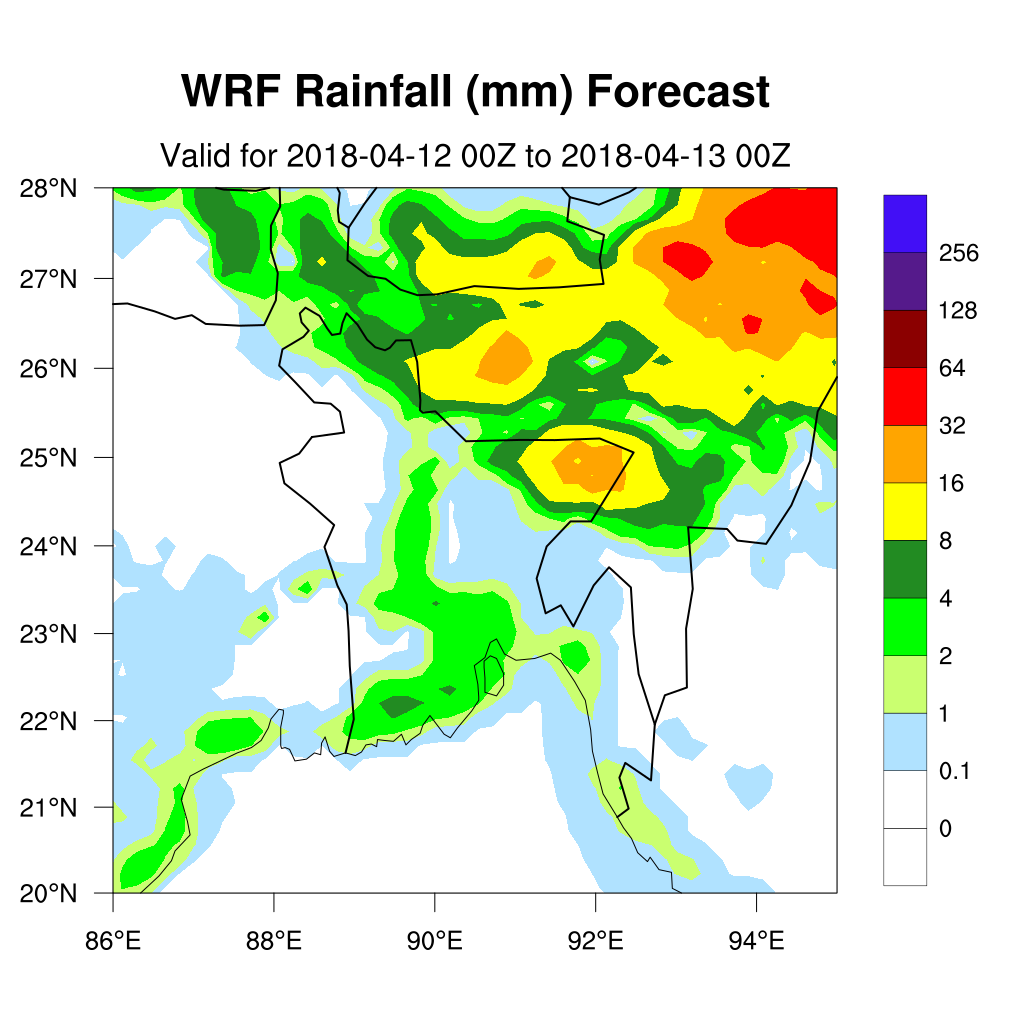 WRF Rainfall (mm) Forecast
Valid for 2018-04-12 00Z to 2018-04-13 00Z
28°N
27°N
26°N
25°N
24°N
23°N
22°N
21°N
20°N
86°E 88°E 90°E 92°E 94°E
256
128
64
32
16
8
4
2
1
0.1
0